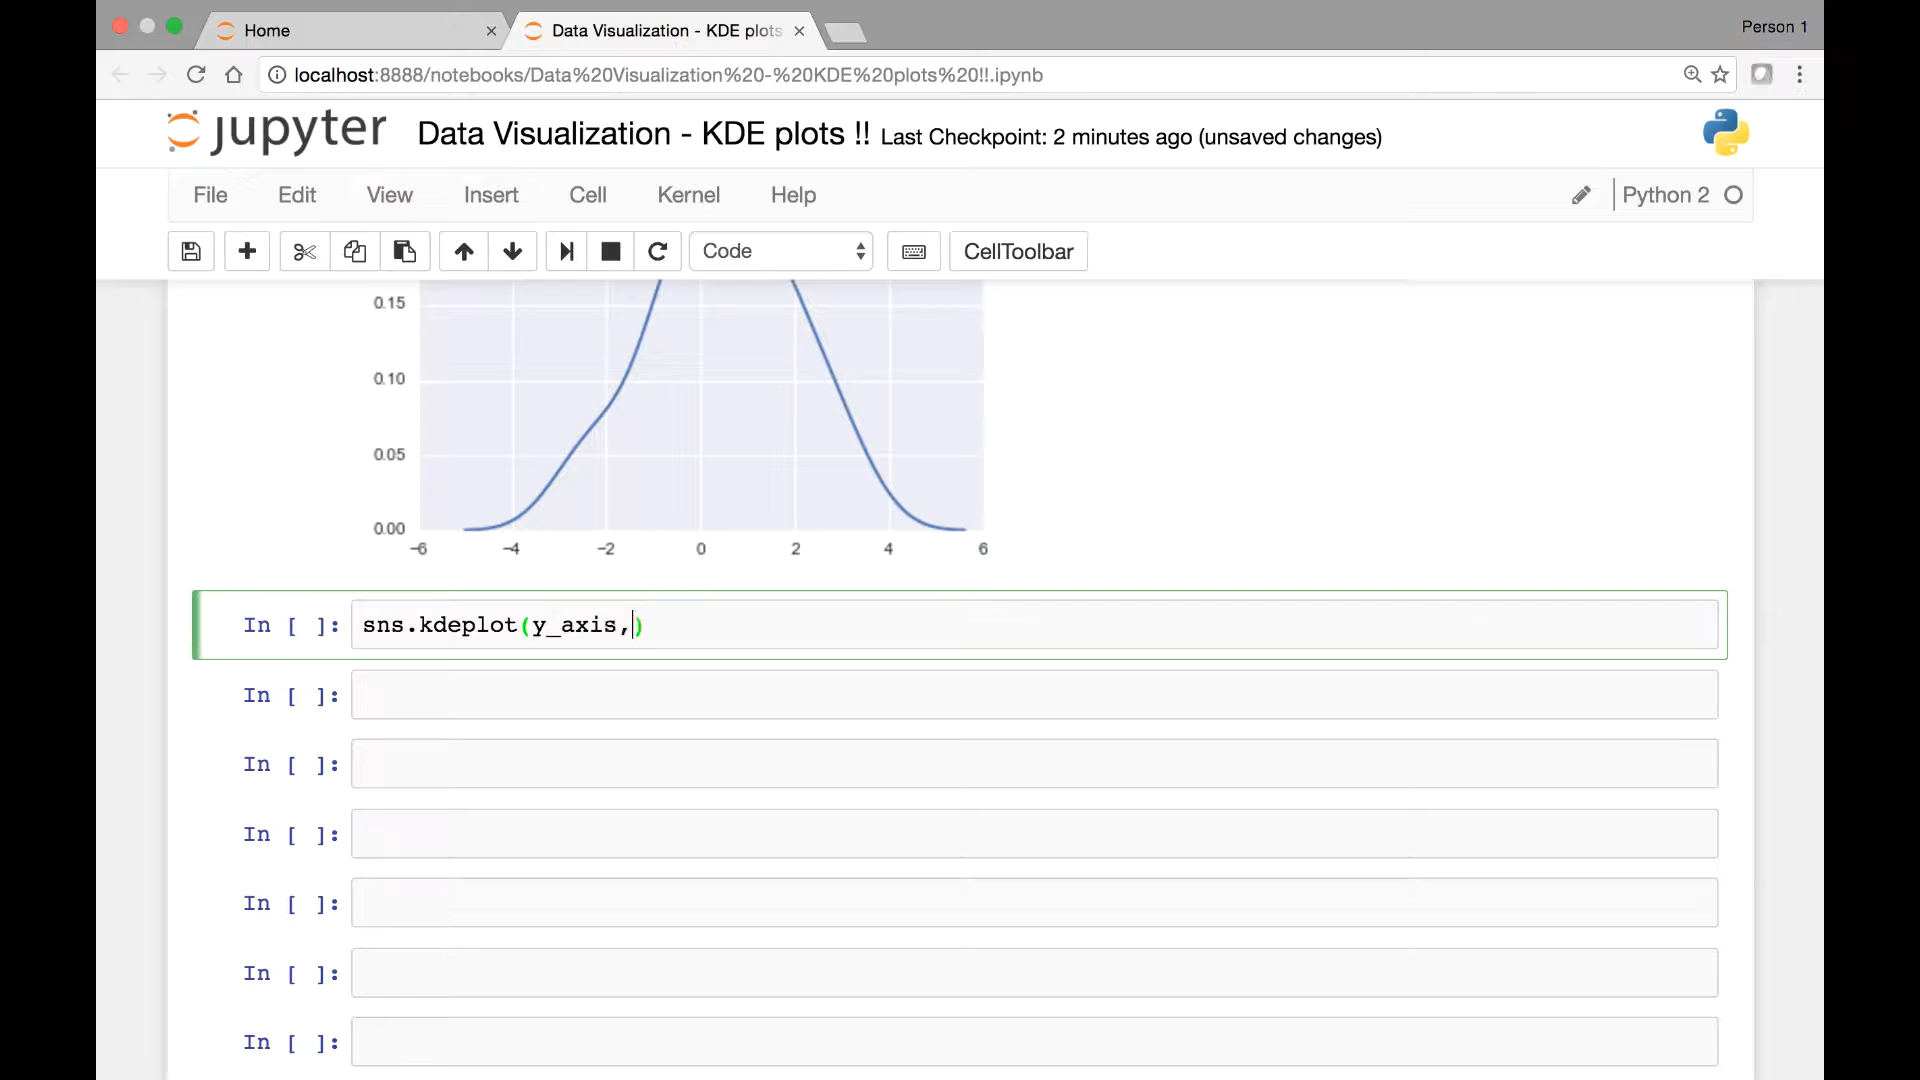 Home
Data Visualization - KDE plots
Person 1
localhost:8888/notebooks/Data%20Visualization%20-%20KDE%20plots%20!!.ipynb
jupyter Data Visualization - KDE plots !! Last Checkpoint: 2 minutes ago (unsaved changes)
File Edit View Insert Cell Kernel Help Python 2
Code CellToolbar
0.15
0.10
0.05
0.00
−6 −4 −2 0 2 4 6
In [ ]: sns.kdeplot(y_axis,)
In [ ]:
In [ ]:
In [ ]:
In [ ]:
In [ ]:
In [ ]: